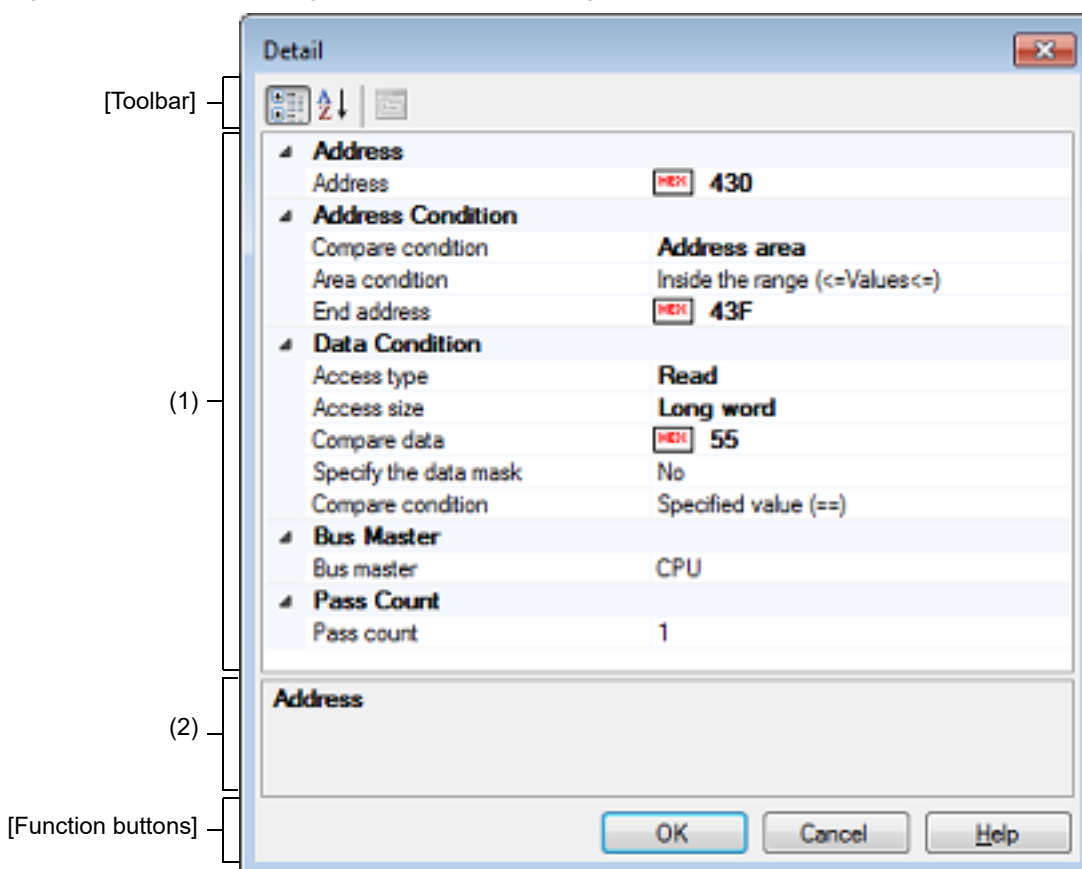 Detail
[Toolbar]
Address
Address HEX 430
Address Condition
Compare condition Address area
Area condition Inside the range (<=Values<=)
End address HEX 43F
Data Condition
(1)
Access type Read
Access size Long word
Compare data HEX 55
Specify the data mask No
Compare condition Specified value (==)
Bus Master
Bus master CPU
Pass Count
Pass count 1
(2)
Address
[Function buttons]
OK Cancel Help